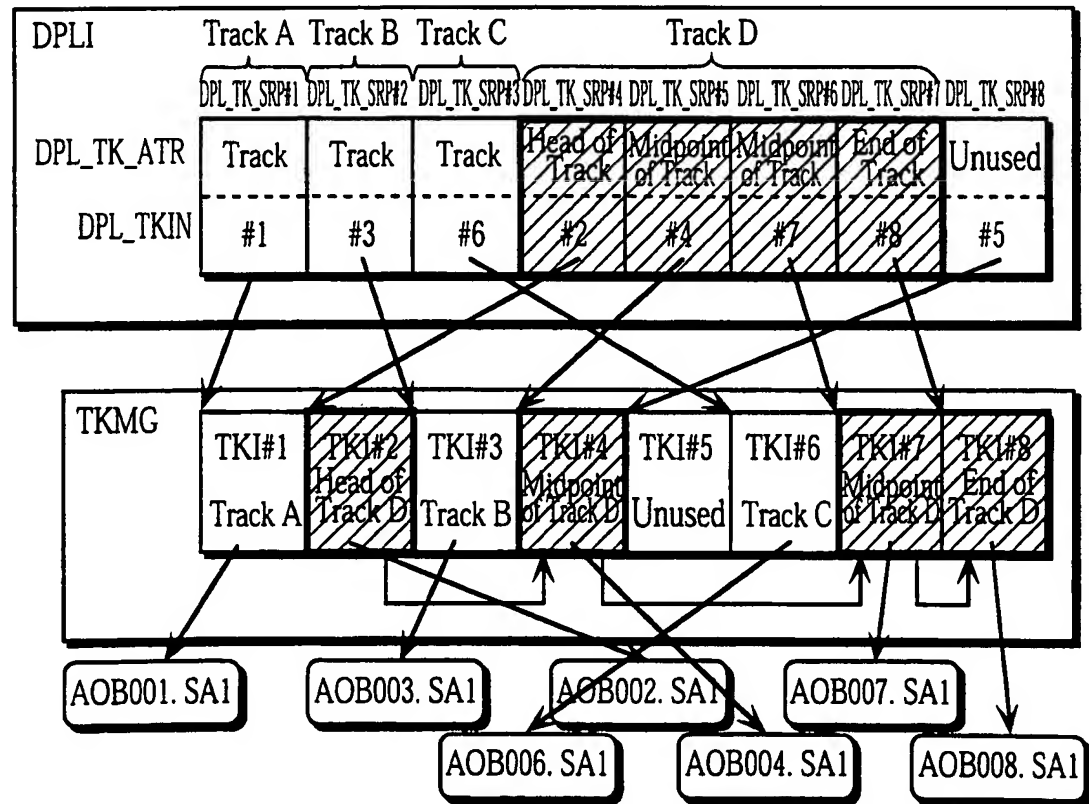 DPLI
Track A Track B Track C Track D
DPL_TK_SRP#1 DPL_TK_SRP#2 DPL_TK_SRP#3 DPL_TK_SRP#4 DPL_TK_SRP#5 DPL_TK_SRP#6 DPL_TK_SRP#7 DPL_TK_SRP#8
DPL_TK_ATR Track Track Track Head of Track Midpoint of Track Midpoint of Track End of Track Unused
DPL_TKIN #1 #3 #6 #2 #4 #7 #8 #5
TKMG
TKI#1 TKI#2 TKI#3 TKI#4 TKI#5 TKI#6 TKI#7 TKI#8
Track A Head of Track D Track B Midpoint of Track D Unused Track C Midpoint of Track D End of Track D
AOB001. SA1 AOB003. SA1 AOB002. SA1 AOB007. SA1
AOB006. SA1 AOB004. SA1 AOB008. SA1